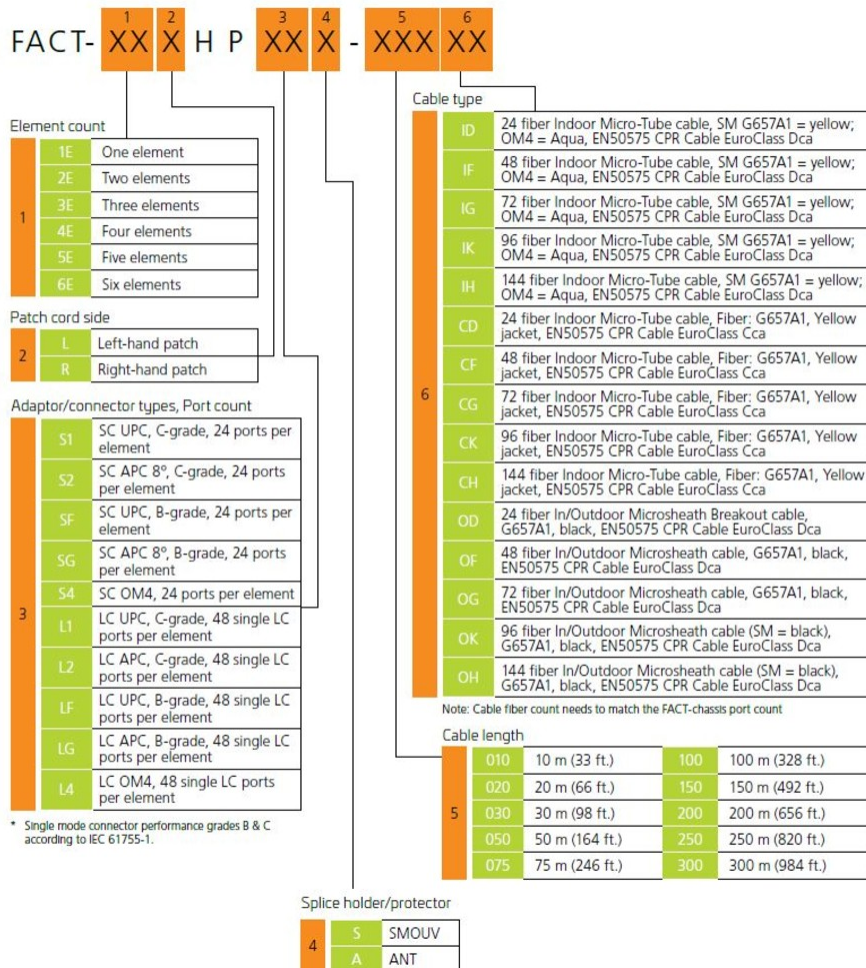 1 2 3 4 5 6
FACT- XX X H P XX X - XXX XX
Element count
1
1E One element
2E Two elements
3E Three elements
4E Four elements
5E Five elements
6E Six elements
Patch cord side
2
L Left-hand patch
R Right-hand patch
Adaptor/connector types, Port count
3
S1 SC UPC, C-grade, 24 ports per
element
S2 SC APC 8º, C-grade, 24 ports
per element
SF SC UPC, B-grade, 24 ports per
element
SG SC APC 8º, B-grade, 24 ports
per element
S4 SC OM4, 24 ports per element
L1 LC UPC, C-grade, 48 single LC
ports per element
L2 LC APC, C-grade, 48 single LC
ports per element
LF LC UPC, B-grade, 48 single LC
ports per element
LG LC APC, B-grade, 48 single LC
ports per element
L4 LC OM4, 48 single LC ports
per element
* Single mode connector performance grades B & C
according to IEC 61755-1.
Cable type
6
ID 24 fiber Indoor Micro-Tube cable, SM G657A1 = yellow;
OM4 = Aqua, EN50575 CPR Cable EuroClass Dca
IF 48 fiber Indoor Micro-Tube cable, SM G657A1 = yellow;
OM4 = Aqua, EN50575 CPR Cable EuroClass Dca
IG 72 fiber Indoor Micro-Tube cable, SM G657A1 = yellow;
OM4 = Aqua, EN50575 CPR Cable EuroClass Dca
IK 96 fiber Indoor Micro-Tube cable, SM G657A1 = yellow;
OM4 = Aqua, EN50575 CPR Cable EuroClass Dca
IH 144 fiber Indoor Micro-Tube cable, SM G657A1 = yellow;
OM4 = Aqua, EN50575 CPR Cable EuroClass Dca
CD 24 fiber Indoor Micro-Tube cable, Fiber: G657A1, Yellow
jacket, EN50575 CPR Cable EuroClass Cca
CF 48 fiber Indoor Micro-Tube cable, Fiber: G657A1, Yellow
jacket, EN50575 CPR Cable EuroClass Cca
CG 72 fiber Indoor Micro-Tube cable, Fiber: G657A1, Yellow
jacket, EN50575 CPR Cable EuroClass Cca
CK 96 fiber Indoor Micro-Tube cable, Fiber: G657A1, Yellow
jacket, EN50575 CPR Cable EuroClass Cca
CH 144 fiber Indoor Micro-Tube cable, Fiber: G657A1, Yellow
jacket, EN50575 CPR Cable EuroClass Cca
OD 24 fiber In/Outdoor Microsheath Breakout cable,
G657A1, black, EN50575 CPR Cable EuroClass Dca
OF 48 fiber In/Outdoor Microsheath cable, G657A1, black,
EN50575 CPR Cable EuroClass Dca
OG 72 fiber In/Outdoor Microsheath cable, G657A1, black,
EN50575 CPR Cable EuroClass Dca
OK 96 fiber In/Outdoor Microsheath cable (SM = black),
G657A1, black, EN50575 CPR Cable EuroClass Dca
OH 144 fiber In/Outdoor Microsheath cable (SM = black),
G657A1, black, EN50575 CPR Cable EuroClass Dca
Note: Cable fiber count needs to match the FACT-chassis port count
Cable length
5
010 10 m (33 ft.) 100 100 m (328 ft.)
020 20 m (66 ft.) 150 150 m (492 ft.)
030 30 m (98 ft.) 200 200 m (656 ft.)
050 50 m (164 ft.) 250 250 m (820 ft.)
075 75 m (246 ft.) 300 300 m (984 ft.)
Splice holder/protector
4
S SMOUV
A ANT